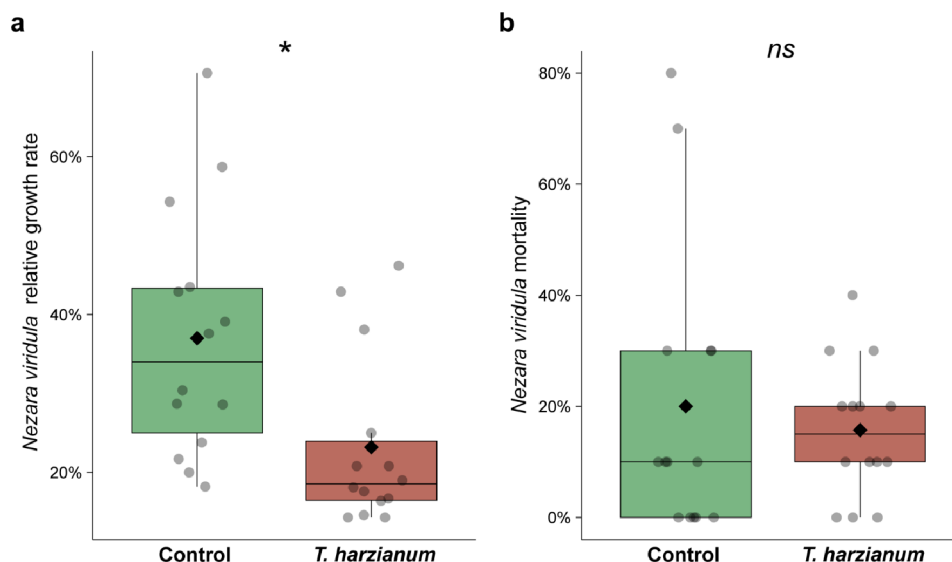 a
*
Nezara viridula relative growth rate
60%
40%
20%
Control
T. harzianum
b
ns
Nezara viridula mortality
80%
60%
40%
20%
0%
Control
T. harzianum